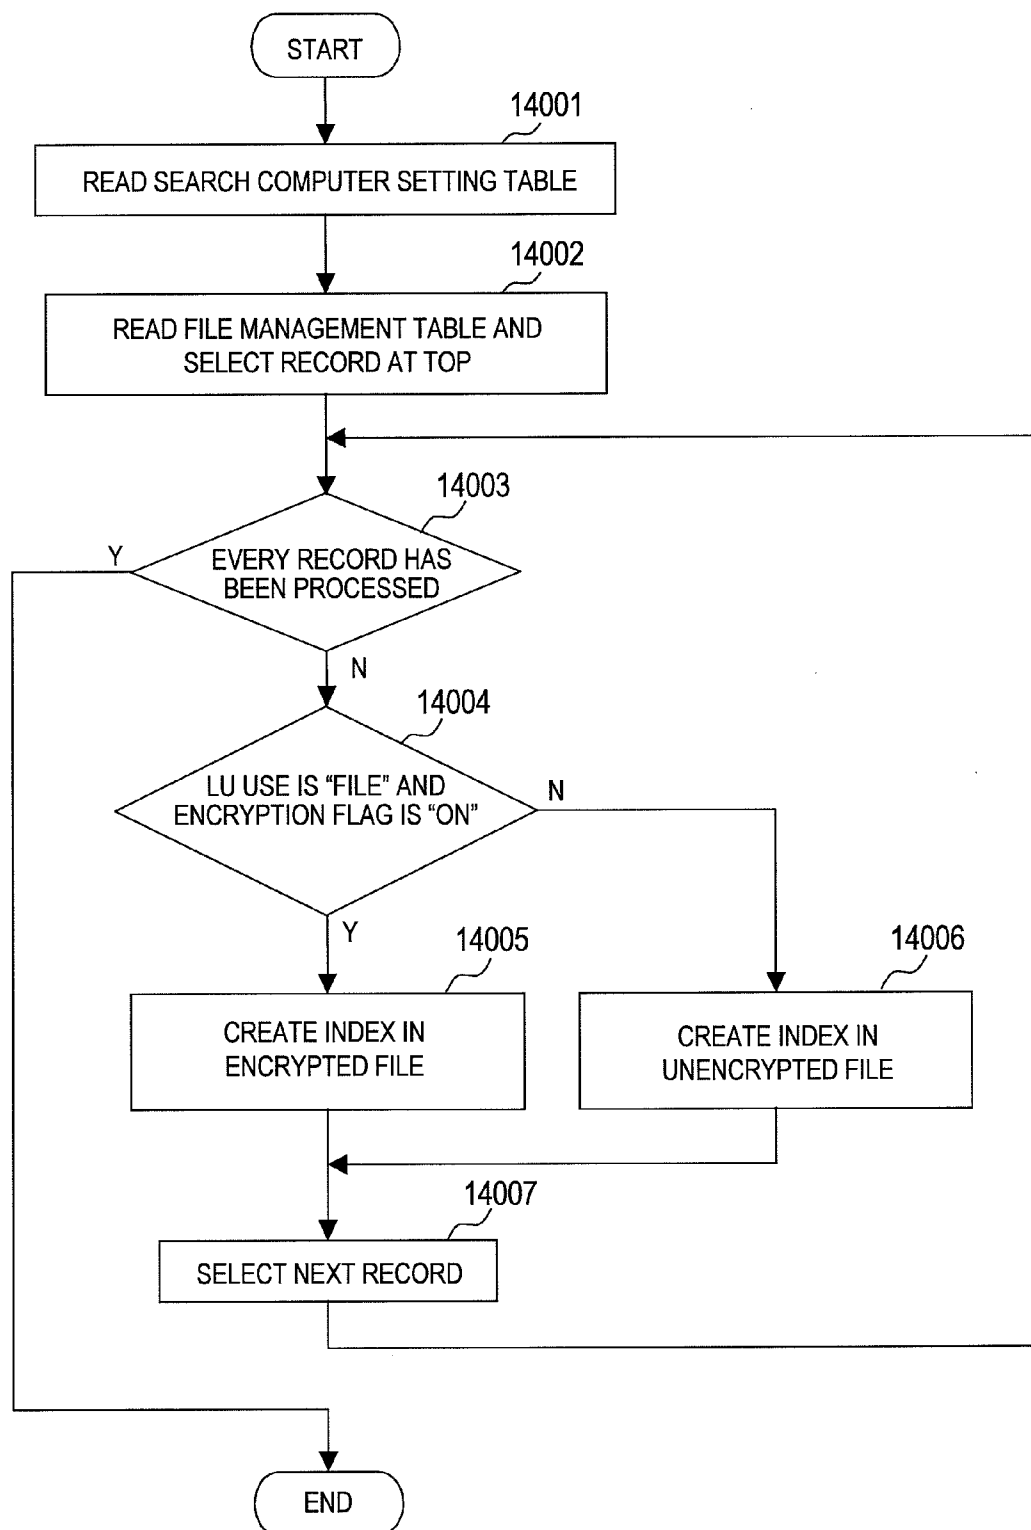 START
14001
READ SEARCH COMPUTER SETTING TABLE
14002
READ FILE MANAGEMENT TABLE AND
SELECT RECORD AT TOP
14003
Y
EVERY RECORD HAS
BEEN PROCESSED
N
14004
LU USE IS “FILE” AND
ENCRYPTION FLAG IS “ON”
N
Y
14005
14006
CREATE INDEX IN
ENCRYPTED FILE
CREATE INDEX IN
UNENCRYPTED FILE
14007
SELECT NEXT RECORD
END